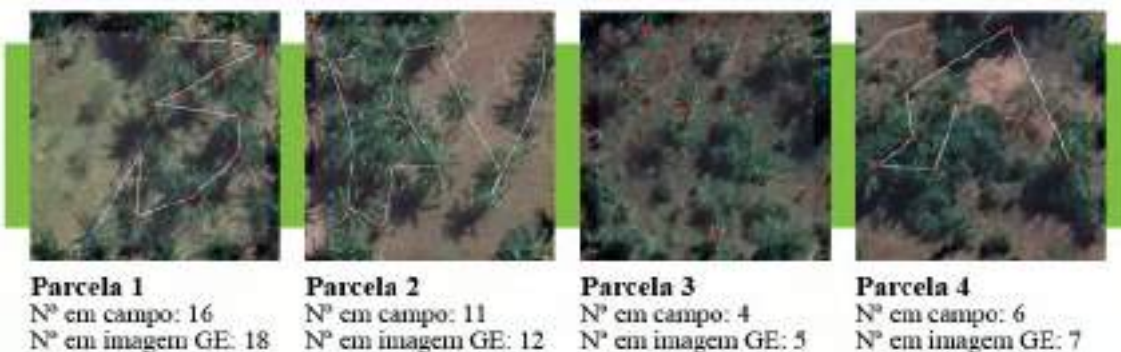 Parcela 1
Nº em campo: 16
Nº em imagem GE: 18
Parcela 2
Nº em campo: 11
Nº em imagem GE: 12
Parcela 3
Nº em campo: 4
Nº em imagem GE: 5
Parcela 4
Nº em campo: 6
Nº em imagem GE: 7